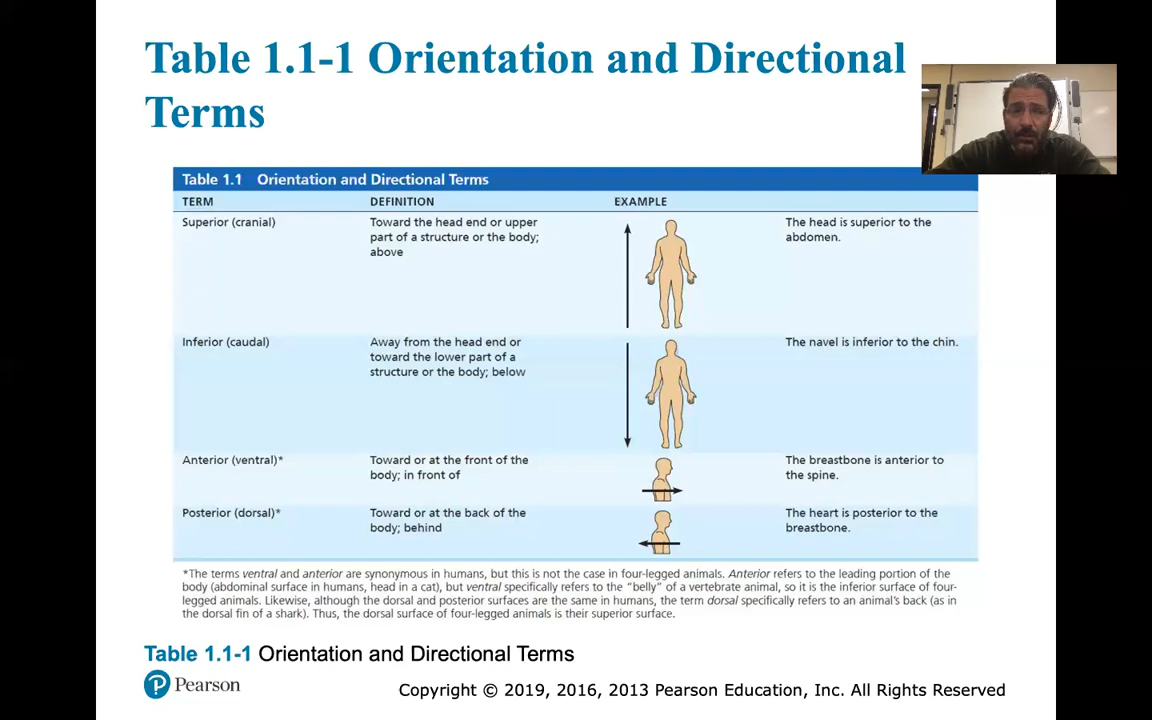 Table 1.1-1 Orientation and Directional
Terms
Table 1.1 Orientation and Directional Terms
TERM DEFINITION EXAMPLE
Superior (cranial) Toward the head end or upper part of a structure or the body; above The head is superior to the abdomen.
Inferior (caudal) Away from the head end or toward the lower part of a structure or the body; below The navel is inferior to the chin.
Anterior (ventral)* Toward or at the front of the body; in front of The breastbone is anterior to the spine.
Posterior (dorsal)* Toward or at the back of the body; behind The heart is posterior to the breastbone.
*The terms ventral and anterior are synonymous in humans, but this is not the case in four-legged animals. Anterior refers to the leading portion of the
body (abdominal surface in humans, head in a cat), but ventral specifically refers to the “belly” of a vertebrate animal, so it is the inferior surface of four-
legged animals. Likewise, although the dorsal and posterior surfaces are the same in humans, the term dorsal specifically refers to an animal’s back (as in
the dorsal fin of a shark). Thus, the dorsal surface of four-legged animals is their superior surface.
Table 1.1-1 Orientation and Directional Terms
Pearson
Copyright © 2019, 2016, 2013 Pearson Education, Inc. All Rights Reserved